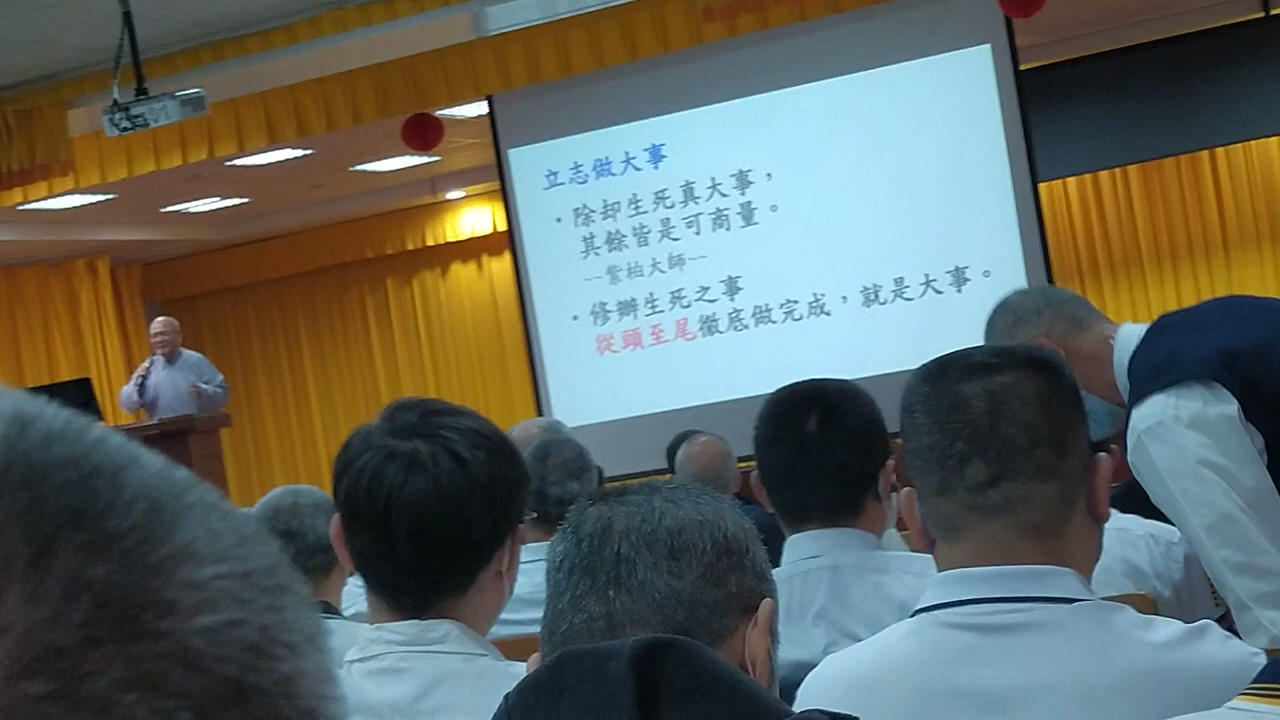 立志做大事
・除却生死真大事，
其餘皆是可商量。
~~紫柏大師~~
・修辦生死之事
從頭至尾徹底做完成，就是大事。